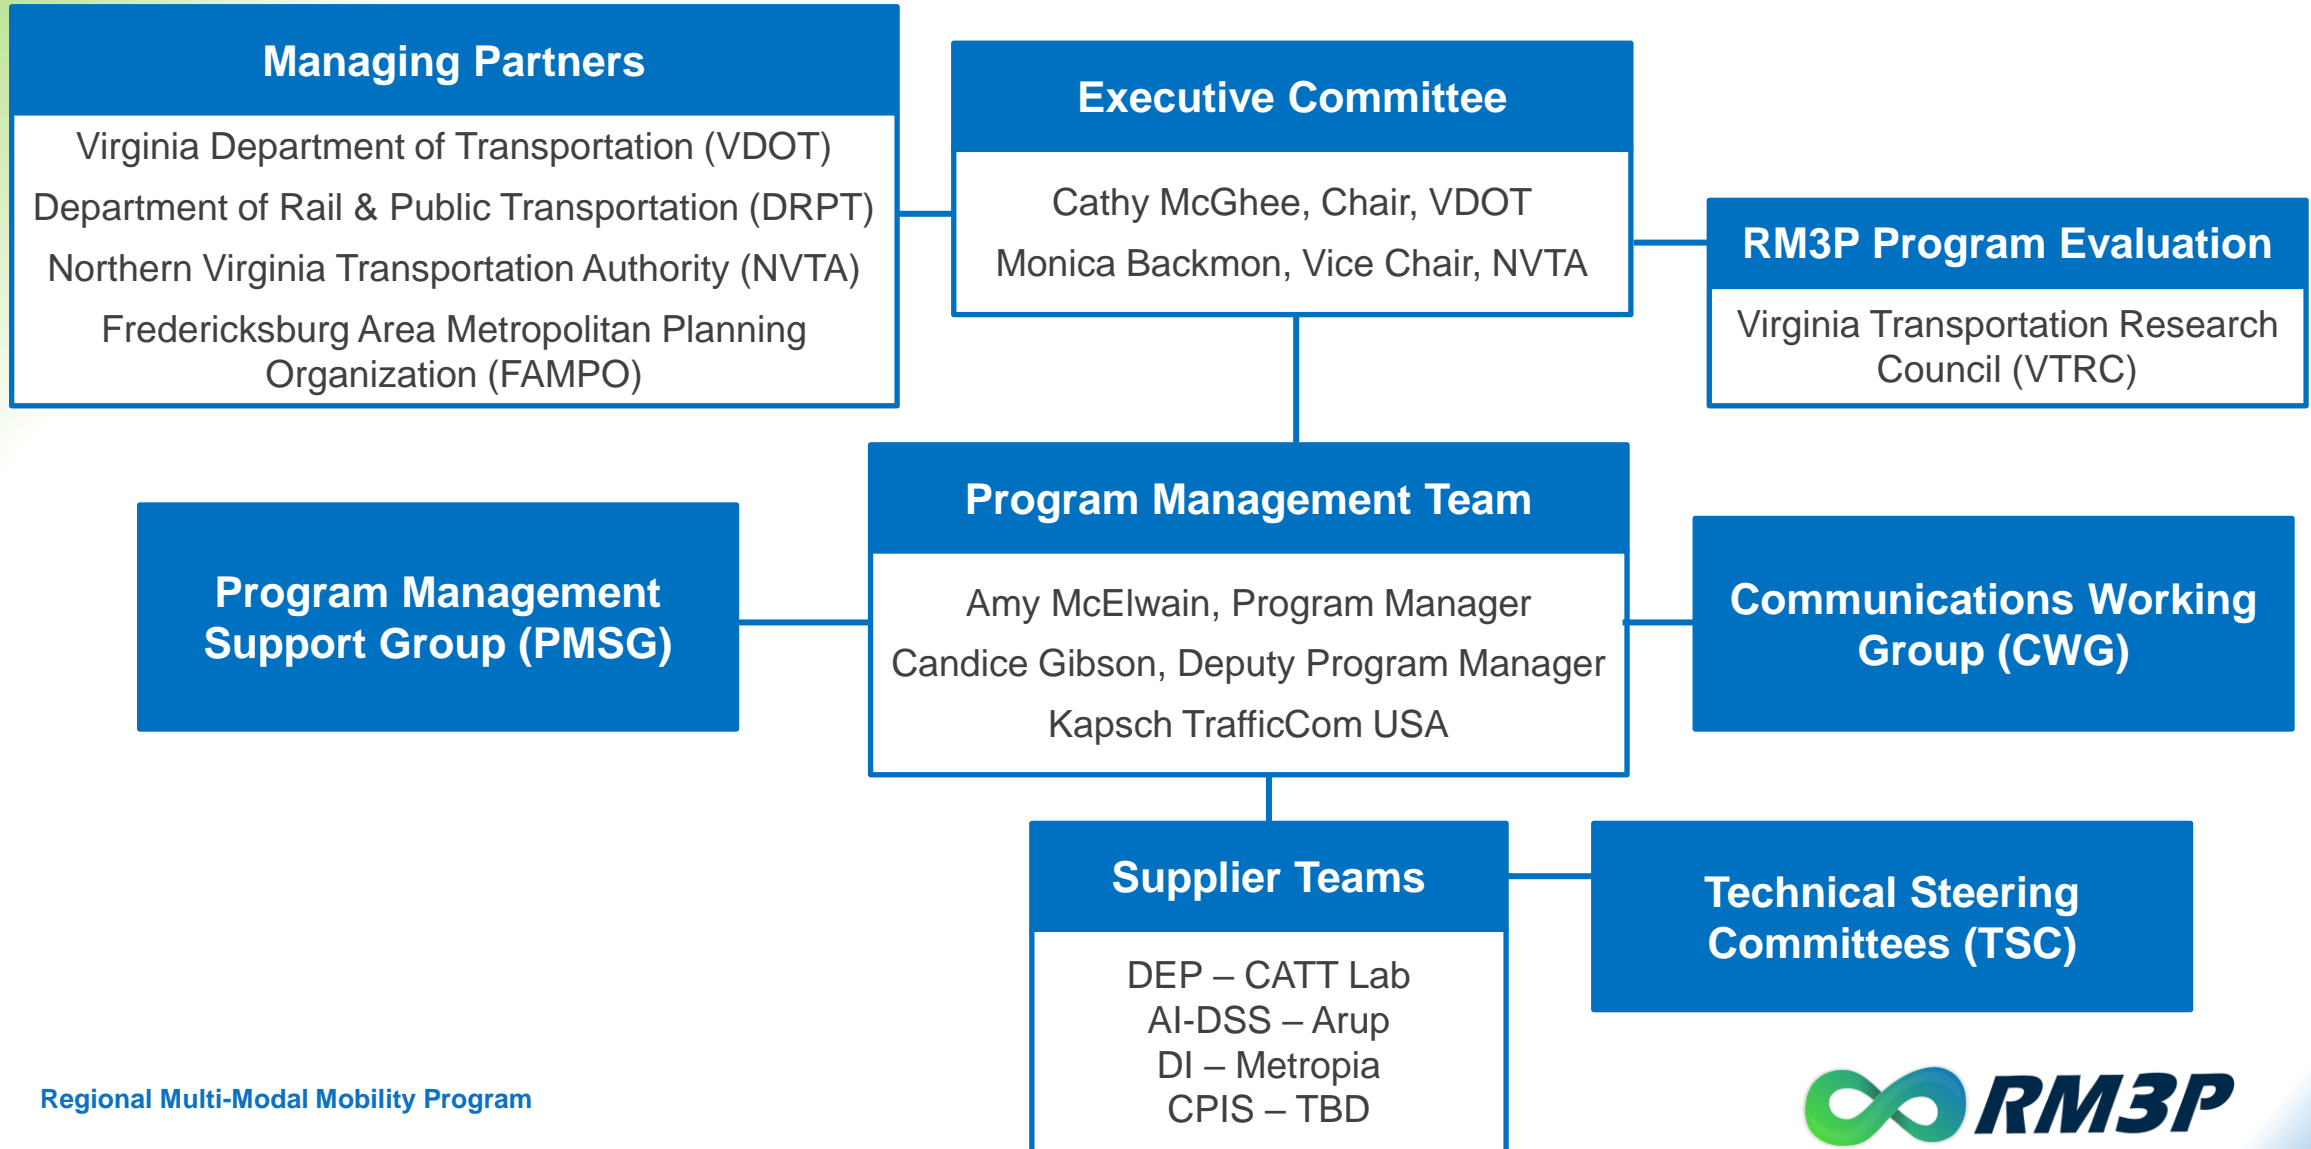 Managing Partners
Virginia Department of Transportation (VDOT)
Department of Rail & Public Transportation (DRPT)
Northern Virginia Transportation Authority (NVTA)
Fredericksburg Area Metropolitan Planning
Organization (FAMPO)
Executive Committee
Cathy McGhee, Chair, VDOT
Monica Backmon, Vice Chair, NVTA
RM3P Program Evaluation
Virginia Transportation Research
Council (VTRC)
Program Management
Support Group (PMSG)
Program Management Team
Amy McElwain, Program Manager
Candice Gibson, Deputy Program Manager
Kapsch TrafficCom USA
Communications Working
Group (CWG)
Supplier Teams
DEP – CATT Lab
AI-DSS – Arup
DI – Metropia
CPIS – TBD
Technical Steering
Committees (TSC)
Regional Multi-Modal Mobility Program
RM3P